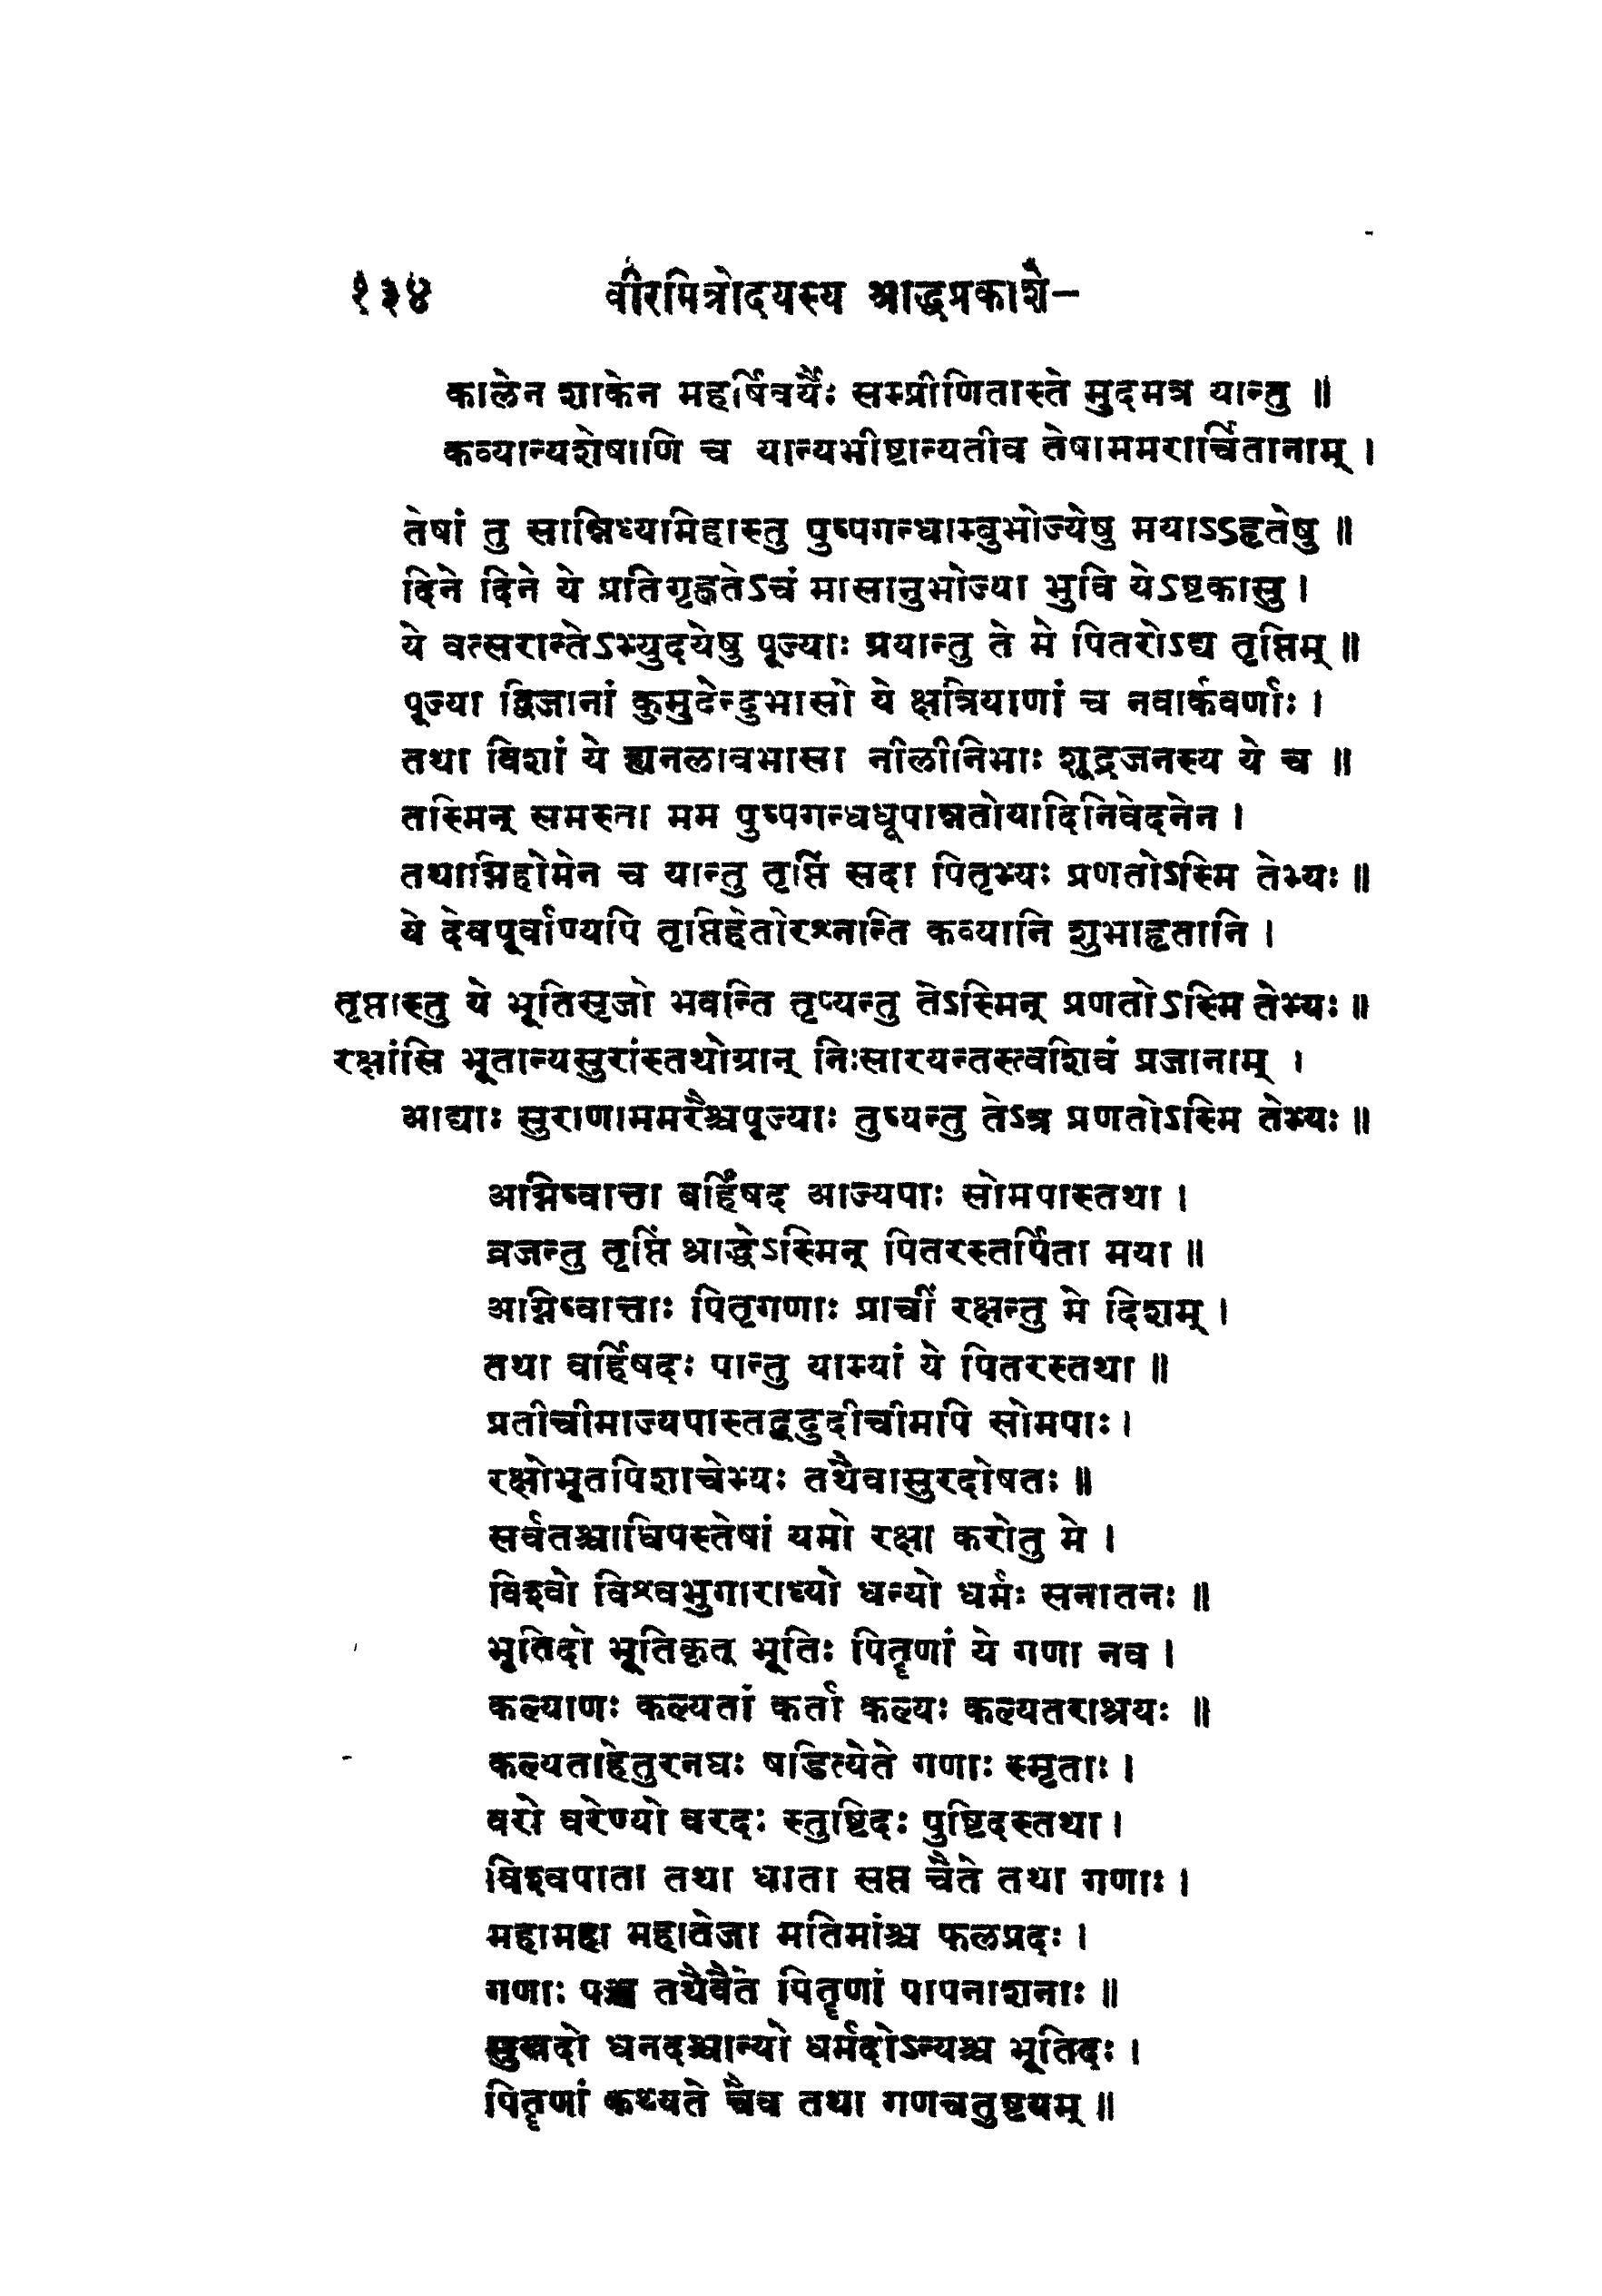 १३४ वीरमित्रोदयस्य श्राद्धप्रकाशे-
कालेन शाकेन महर्षिवर्यैः सम्प्रीणितास्ते मुदमत्र यान्तु ॥
कव्यान्यशेषाणि च यान्यभीष्टान्यतीव तेषाममरार्चितानाम् ।
तेषां तु सान्निध्यमिहास्तु पुष्पगन्धाम्बुभोज्येषु मयाऽऽहृतेषु ॥
दिने दिने ये प्रतिगृह्णतेऽचं मासानुभोज्या भुवि येऽष्टकासु ।
ये वत्सरान्तेऽभ्युदयेषु पूज्याः प्रयान्तु ते मे पितरोऽद्य तृप्तिम् ॥
पूज्या द्विजानां कुमुदेन्दुभासो ये क्षत्रियाणां च नवार्कवर्णाः ।
तथा विशां ये ह्यनलावभासा नीलीनिभाः शूद्रजनस्य ये च ॥
तस्मिन् समस्ता मम पुष्पगन्धधूपान्नतोयादिनिवेदनेन ।
तथाग्निहोमेन च यान्तु तृप्तिं सदा पितृभ्यः प्रणतोऽस्मि तेभ्यः ॥
ये देवपूर्वाण्यपि तृप्तिहेतोरश्नन्ति कव्यानि शुभाहृतानि ।
तृप्तास्तु ये भूतिसृजो भवन्ति तृप्यन्तु तेऽस्मिन् प्रणतोऽस्मि तेभ्यः ॥
रक्षांसि भूतान्यसुरांस्तथोग्रान् निःसारयन्तस्त्वशिवं प्रजानाम् ।
आद्याः सुराणाममरैश्चपूज्याः तुष्यन्तु तेऽत्र प्रणतोऽस्मि तेभ्यः ॥
अग्निष्वात्ता बर्हिषद आज्यपाः सोमपास्तथा ।
व्रजन्तु तृप्तिं श्राद्धेऽस्मिन् पितरस्तर्पिता मया ॥
अग्निष्वात्ताः पितृगणाः प्राचीं रक्षन्तु मे दिशम् ।
तथा वर्हिषदः पान्तु याम्यां ये पितरस्तथा ॥
प्रतीचीमाज्यपास्तद्वदुदीचीमपि सोमपाः ।
रक्षोभूतपिशाचेभ्यः तथैवासुरदोषतः ॥
सर्वतश्चाधिपस्तेषां यमो रक्षा करोतु मे ।
विश्वो विश्वभुगाराध्यो धन्यो धर्मः सनातनः ॥
भूतिदो भूतिकृत् भूतिः पितॄणां ये गणा नव ।
कल्याणः कल्यतां कर्ता कल्यः कल्यतराश्रयः ॥
कल्यताहेतुरनघः षडित्येते गणाः स्मृताः ।
वरो वरेण्यो वरदः स्तुष्टिदः पुष्टिदस्तथा ।
विश्वपाता तथा धाता सप्त चैते तथा गणाः ।
महामहा महातेजा मतिमांश्च फलप्रदः ।
गणाः पञ्च तथैवैते पितॄणां पापनाशनाः ॥
सुखदो धनदश्चान्यो धर्मदोऽन्यश्च भूतिदः ।
पितॄणां कथ्यते चैव तथा गणचतुष्टयम् ॥